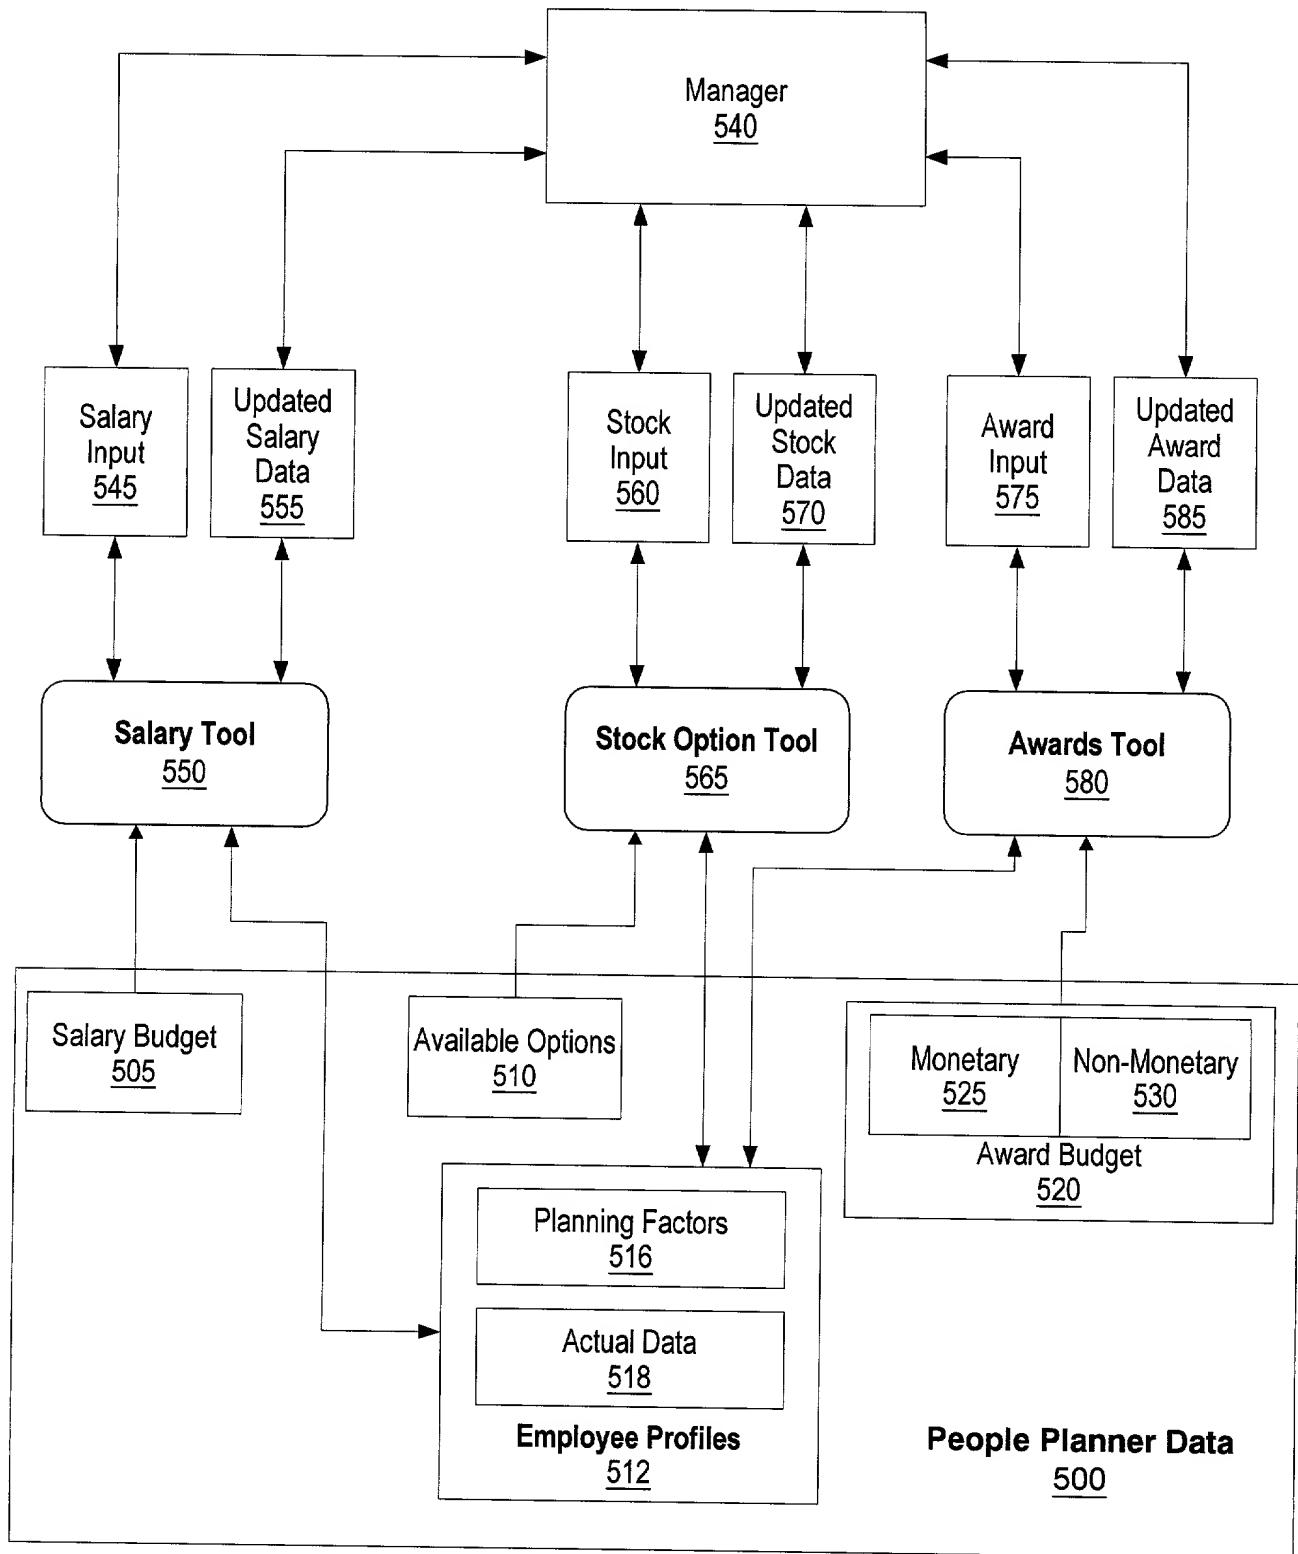 Manager
540
Salary
Input
545
Updated
Salary
Data
555
Stock
Input
560
Updated
Stock
Data
570
Award
Input
575
Updated
Award
Data
585
Salary Tool
550
Stock Option Tool
565
Awards Tool
580
Salary Budget
505
Available Options
510
Monetary
525
Non-Monetary
530
Award Budget
520
Planning Factors
516
Actual Data
518
Employee Profiles
512
People Planner Data
500